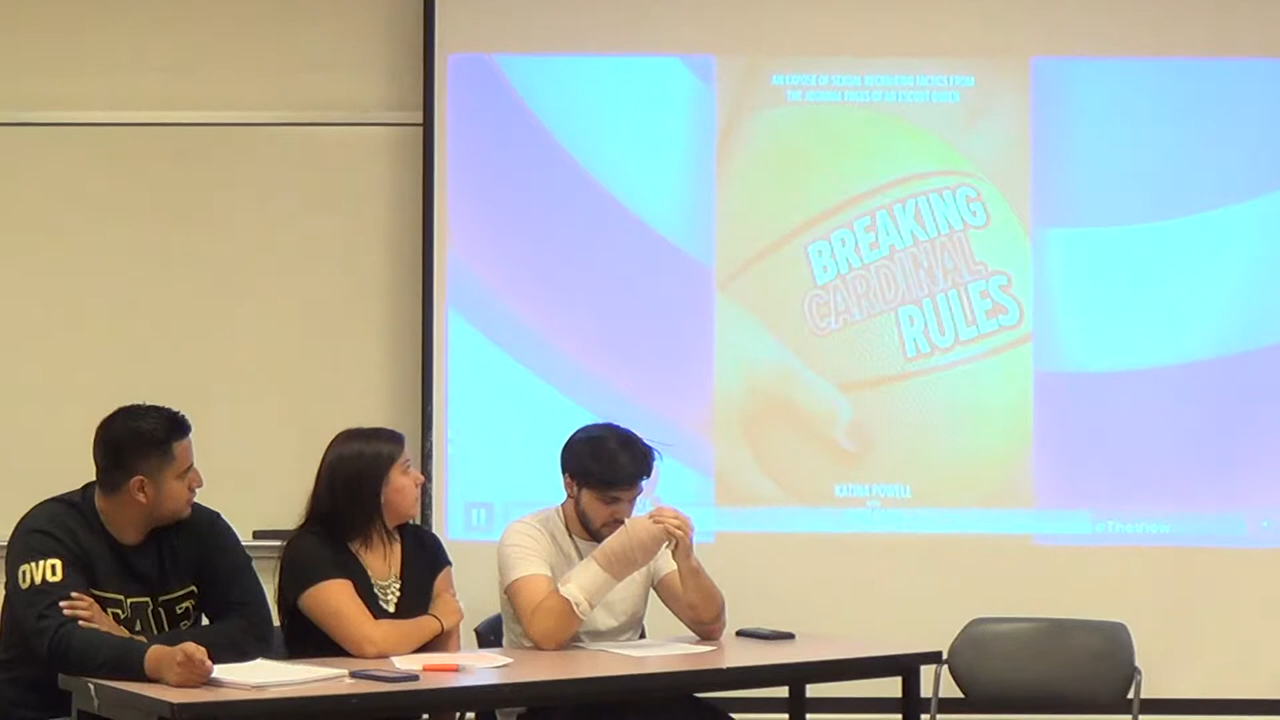 AN EXPOSÉ OF SEXUAL RECRUITING TACTICS FROM
THE JOURNAL PAGES OF AN ESCORT QUEEN
BREAKING
CARDINAL
RULES
KATINA POWELL
#TheView
OVO